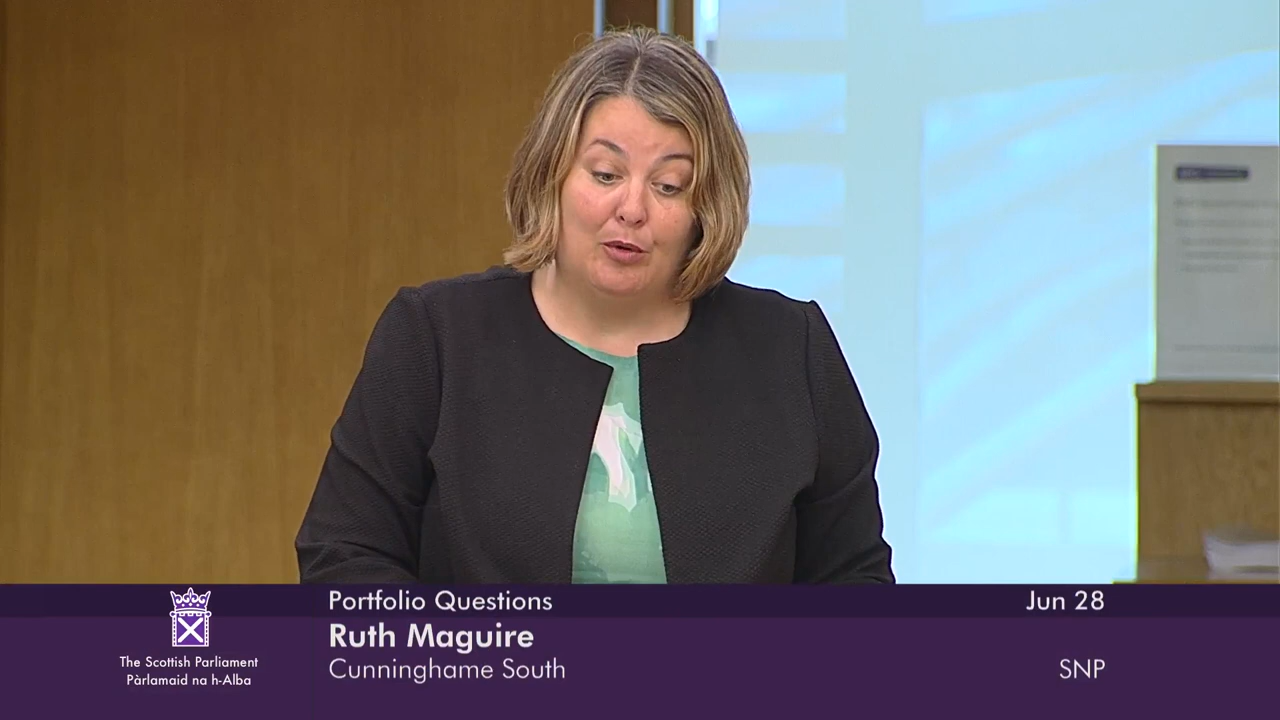 Portfolio Questions
Jun 28
Ruth Maguire
Cunninghame South
SNP
The Scottish Parliament
Pàrlamaid na h-Alba